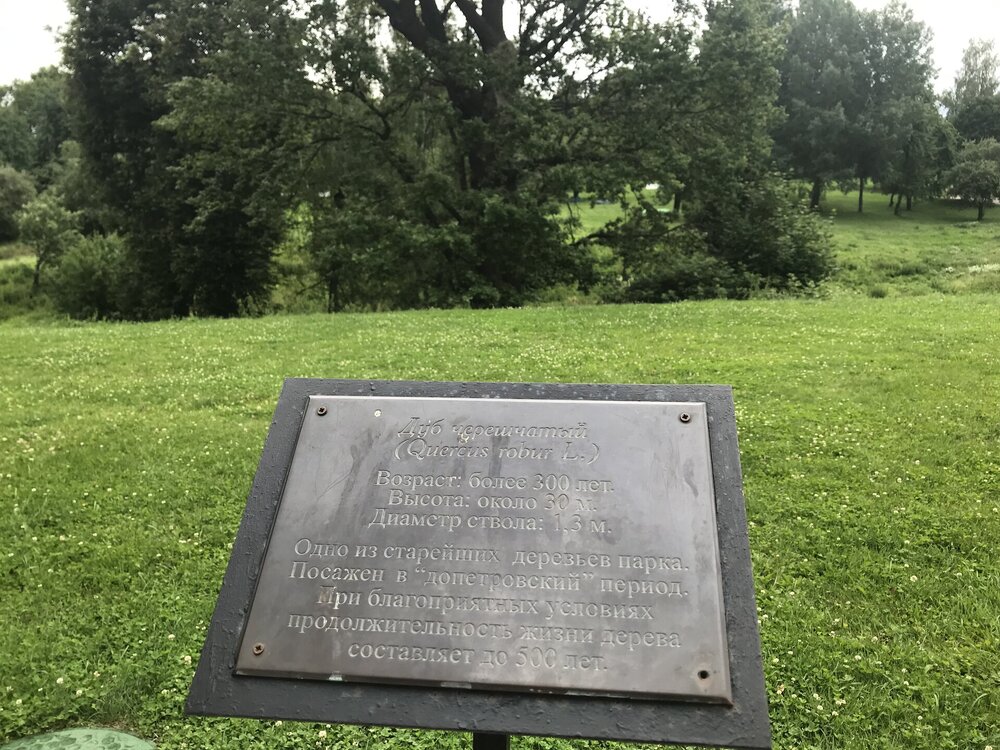 Дуб черешчатый
(Quercus robur L.)
Возраст: более 300 лет.
Высота: около 30 м.
Диаметр ствола: 1,3 м.
Одно из старейших деревьев парка.
Посажен в "допетровский" период.
При благоприятных условиях
продолжительность жизни дерева
составляет до 500 лет.